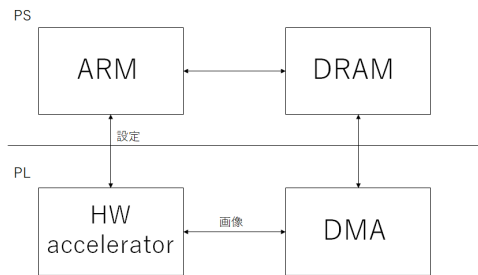 PS
ARM
DRAM
設定
PL
HW
accelerator
画像
DMA